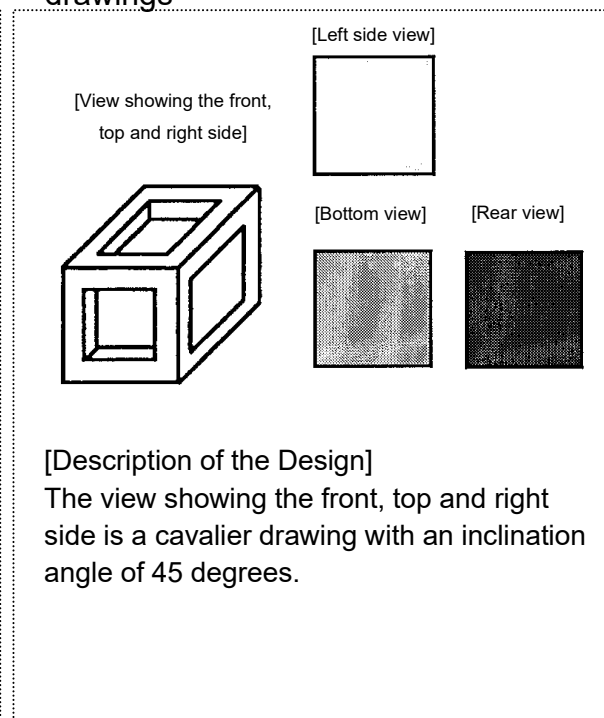 drawings
[Left side view]
[View showing the front,
top and right side]
[Bottom view]
[Rear view]
[Description of the Design]
The view showing the front, top and right
side is a cavalier drawing with an inclination
angle of 45 degrees.